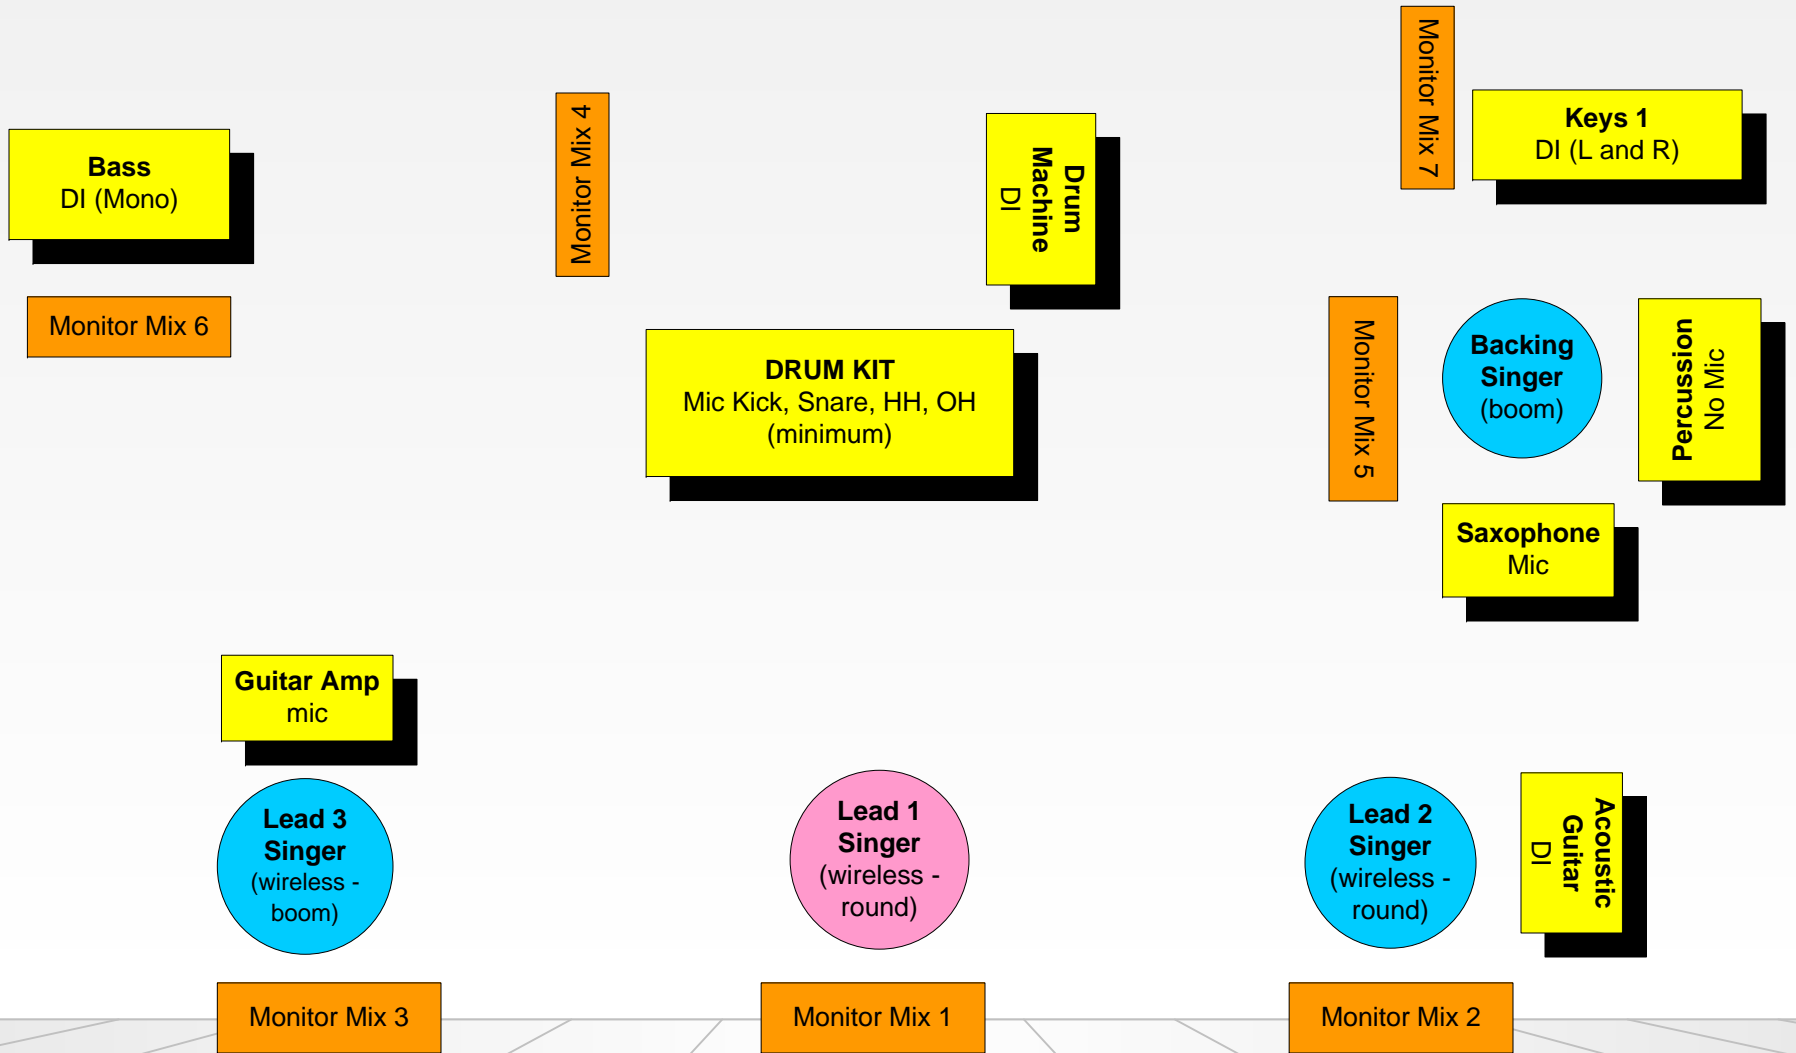 Monitor Mix 7
Keys 1
DI (L and R)
Monitor Mix 4
Drum
Machine
DI
Bass
DI (Mono)
Monitor Mix 6
DRUM KIT
Mic Kick, Snare, HH, OH
(minimum)
Monitor Mix 5
Backing
Singer
(boom)
Percussion
No Mic
Saxophone
Mic
Guitar Amp
mic
Lead 3
Singer
(wireless -
boom)
Lead 1
Singer
(wireless -
round)
Lead 2
Singer
(wireless -
round)
Acoustic
Guitar
DI
Monitor Mix 3
Monitor Mix 1
Monitor Mix 2